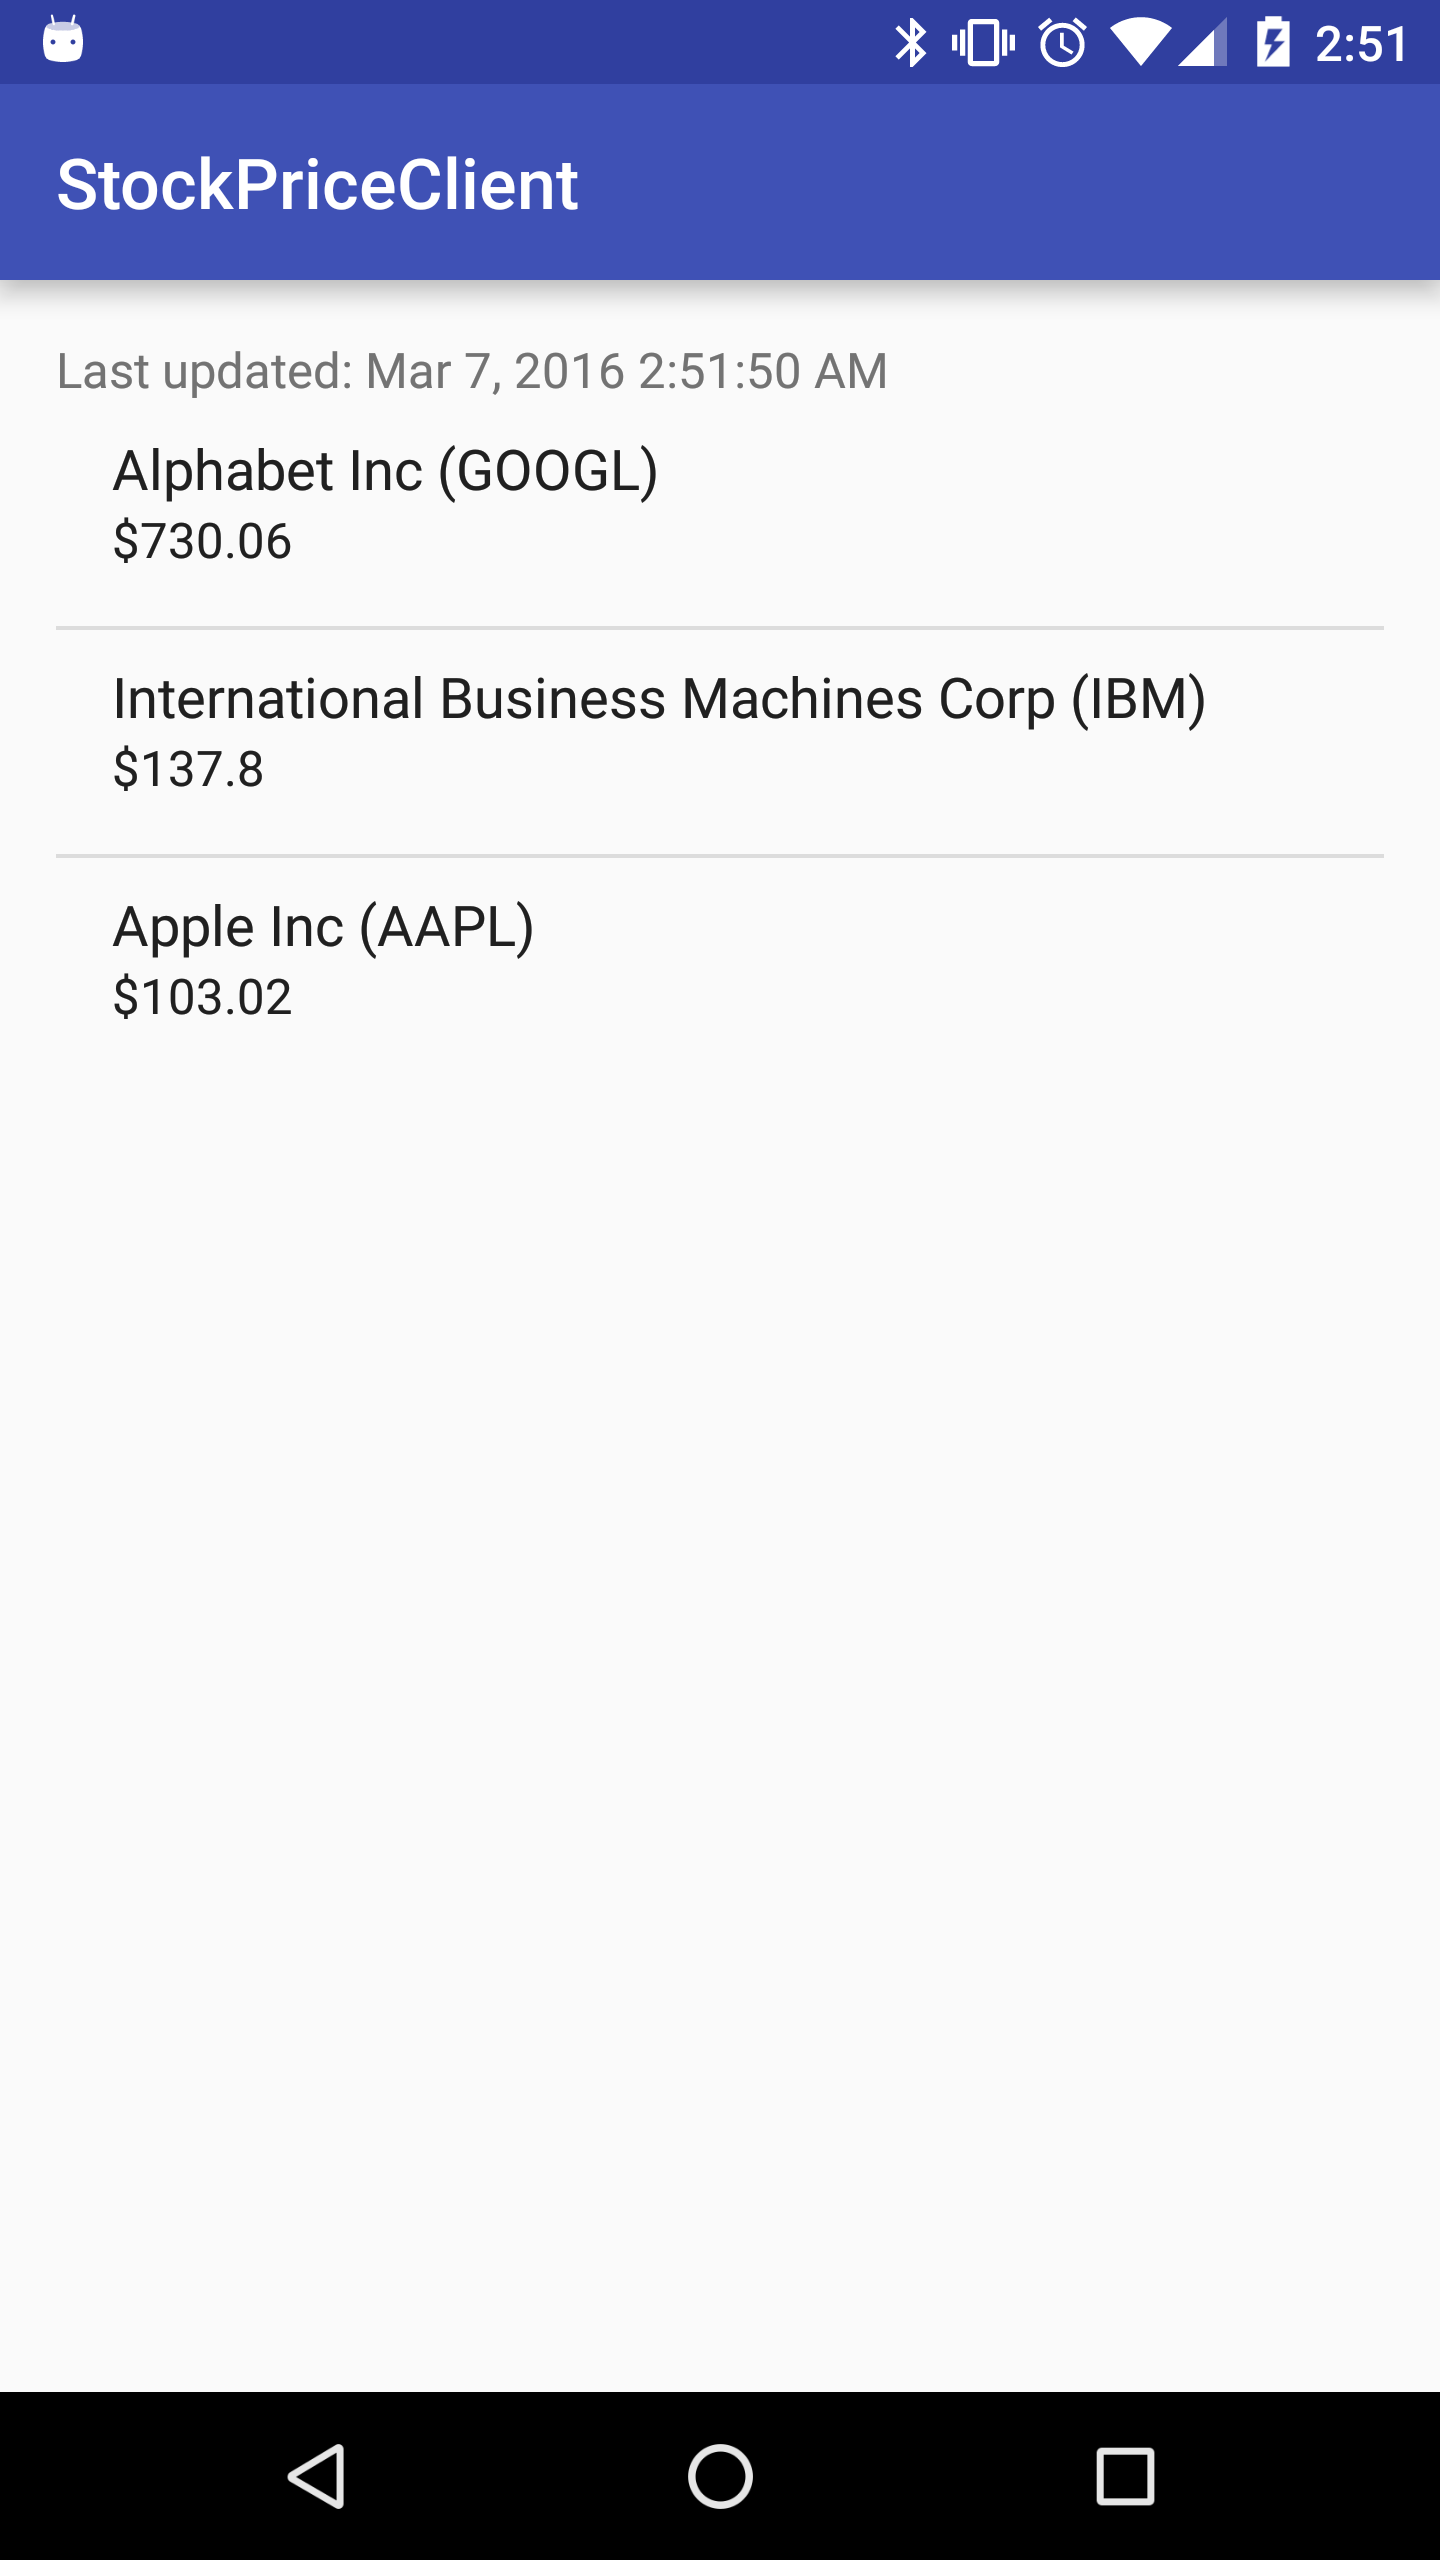 2:51
StockPriceClient
Last updated: Mar 7, 2016 2:51:50 AM
Alphabet Inc (GOOGL)
$730.06
International Business Machines Corp (IBM)
$137.8
Apple Inc (AAPL)
$103.02